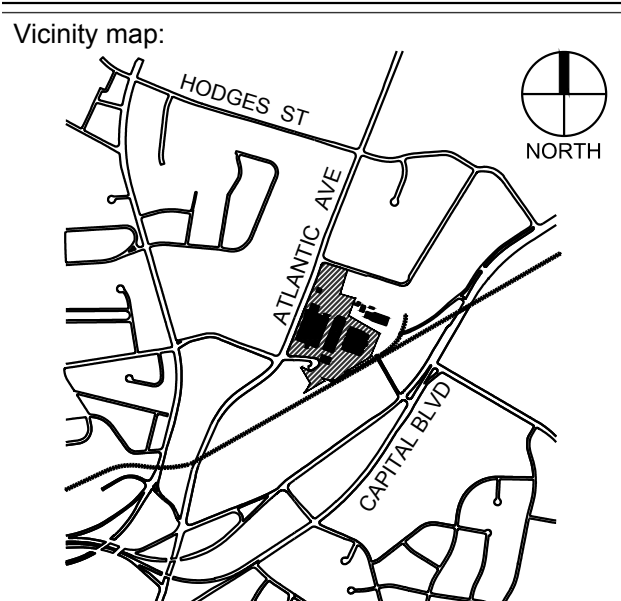 Vicinity map:
HODGES ST
NORTH
ATLANTIC AVE
CAPITAL BLVD